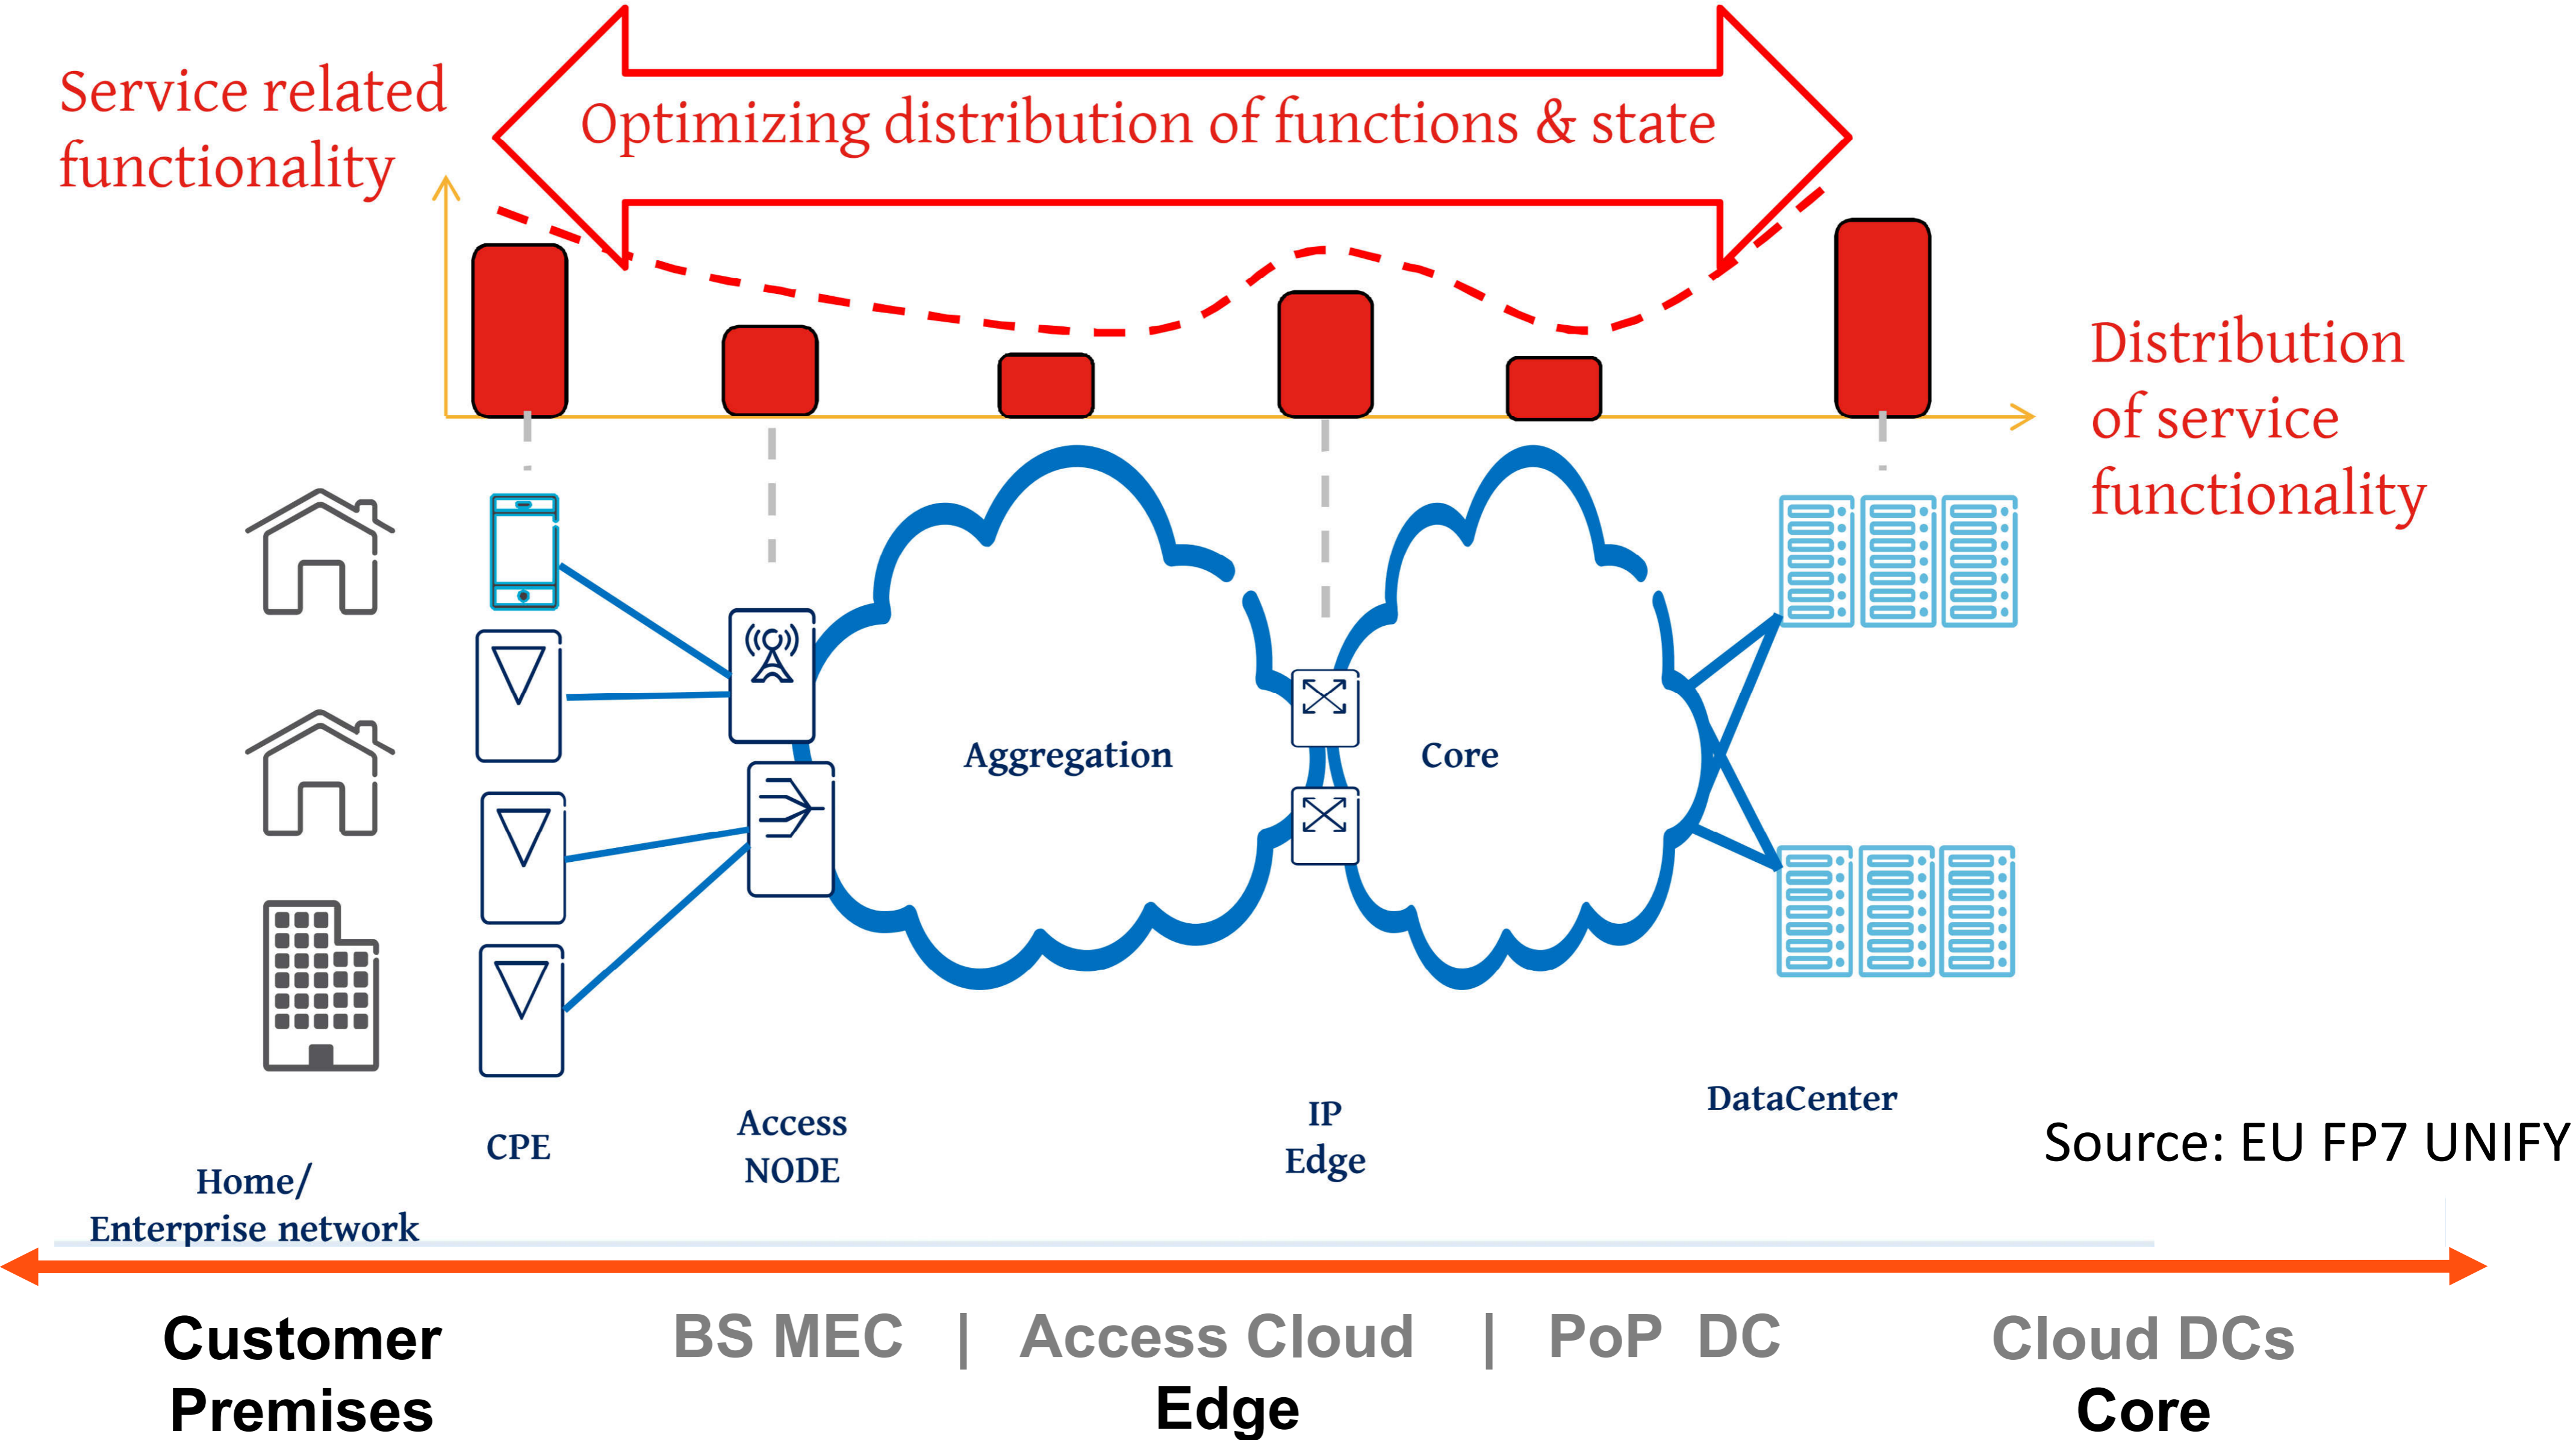 Service related
functionality
Optimizing distribution of functions & state
Distribution
of service
functionality
Aggregation
Core
CPE
Access
NODE
IP
Edge
DataCenter
Source: EU FP7 UNIFY
Home/
Enterprise network
Customer
Premises
BS MEC | Access Cloud | PoP DC
Edge
Cloud DCs
Core